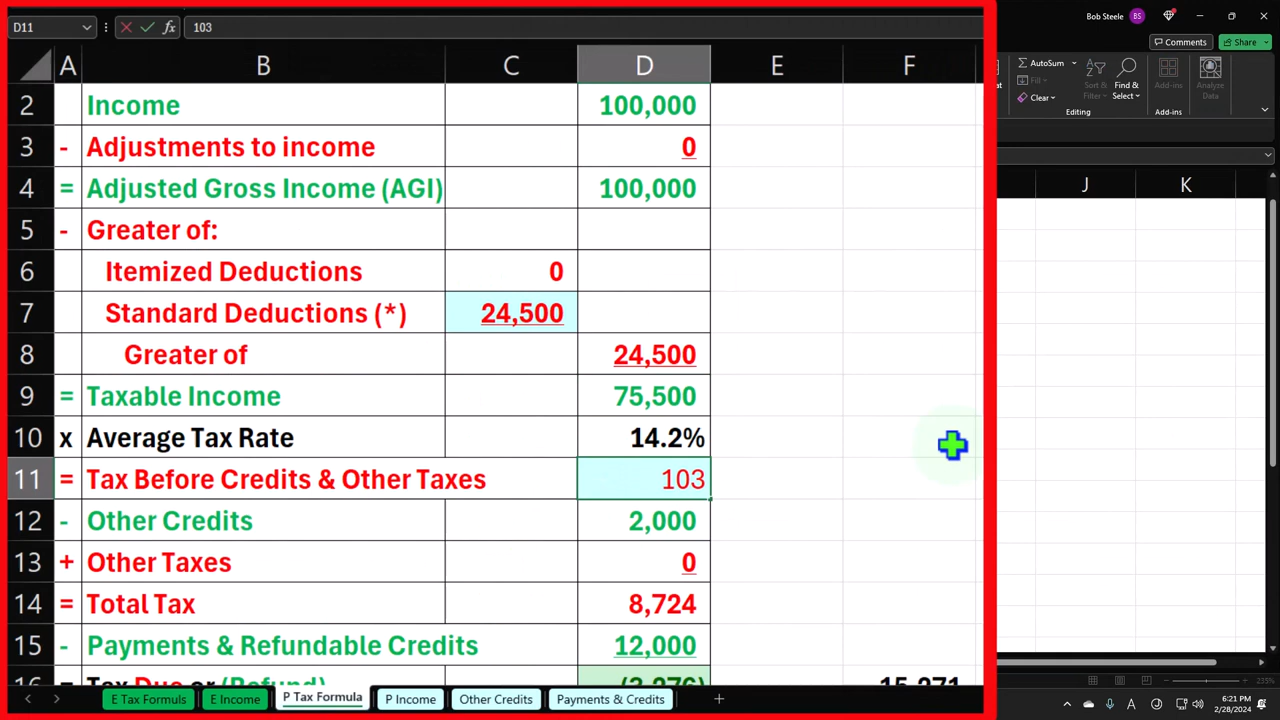 D11 fx 103
Bob Steele BS
Comments Share
AutoSum
Fill
Clear
Sort &
Filter
Find &
Select
Editing
Add-ins
Add-ins
Analyze
Data
A B C D E F J K
2 Income 100,000
3 - Adjustments to income 0
4 = Adjusted Gross Income (AGI) 100,000
5 - Greater of:
6 Itemized Deductions 0
7 Standard Deductions (*) 24,500
8 Greater of 24,500
9 = Taxable Income 75,500
10 x Average Tax Rate 14.2%
11 = Tax Before Credits & Other Taxes 103
12 - Other Credits 2,000
13 + Other Taxes 0
14 = Total Tax 8,724
15 - Payments & Refundable Credits 12,000
16 = Tax Due or (Refund) (3,276) 15,271
E Tax Formuls E Income P Tax Formula P Income Other Credits Payments & Credits
235%
6:21 PM
2/28/2024